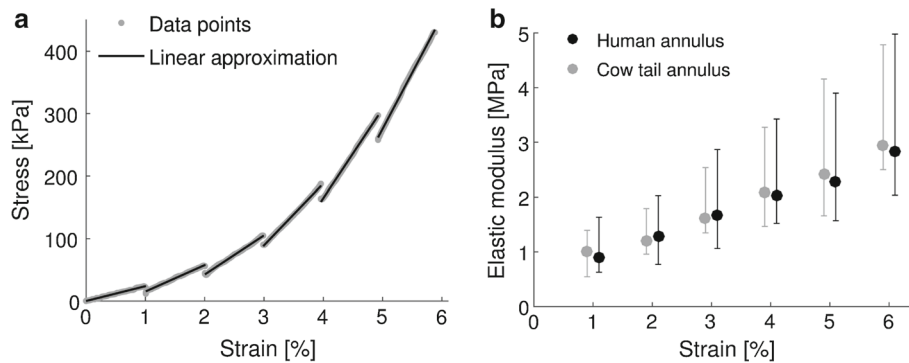 a
Data points
Linear approximation
Stress [kPa]
400
300
200
100
0
0 1 2 3 4 5 6
Strain [%]
b
Human annulus
Cow tail annulus
Elastic modulus [MPa]
5
4
3
2
1
0
0 1 2 3 4 5 6
Strain [%]